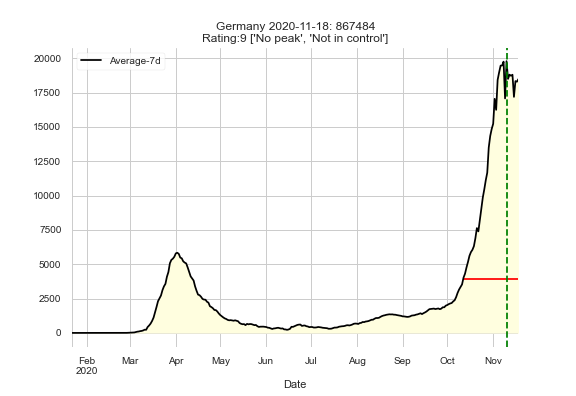 Germany 2020-11-18: 867484
Rating:9 ['No peak', 'Not in control']
Average-7d
20000
17500
15000
12500
10000
7500
5000
2500
0
Feb Mar Apr May Jun Jul Aug Sep Oct Nov
2020
Date